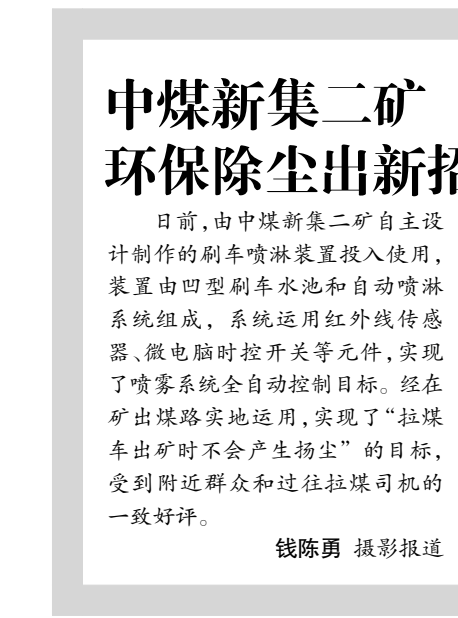 中煤新集二矿
环保除尘出新招
日前,由中煤新集二矿自主设
计制作的刷车喷淋装置投入使用,
装置由凹型刷车水池和自动喷淋
系统组成，系统运用红外线传感
器、微电脑时控开关等元件,实现
了喷雾系统全自动控制目标。经在
矿出煤路实地运用,实现了“拉煤
车出矿时不会产生扬尘”的目标,
受到附近群众和过往拉煤司机的
一致好评。
钱陈勇 摄影报道